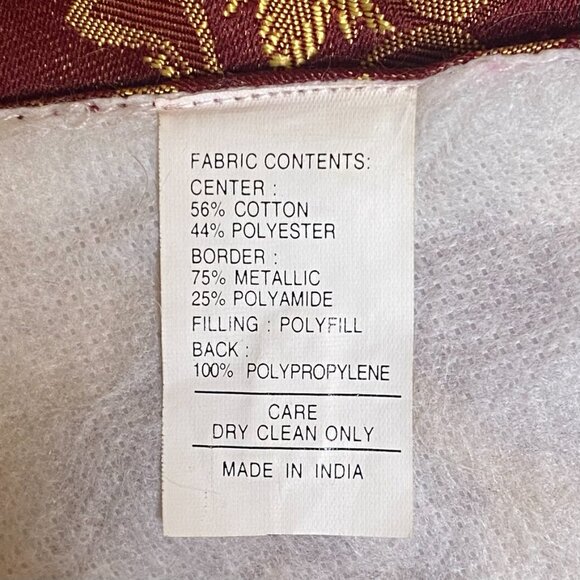 FABRIC CONTENTS:
CENTER :
56% COTTON
44% POLYESTER
BORDER :
75% METALLIC
25% POLYAMIDE
FILLING : POLYFILL
BACK :
100% POLYPROPYLENE
CARE
DRY CLEAN ONLY
MADE IN INDIA